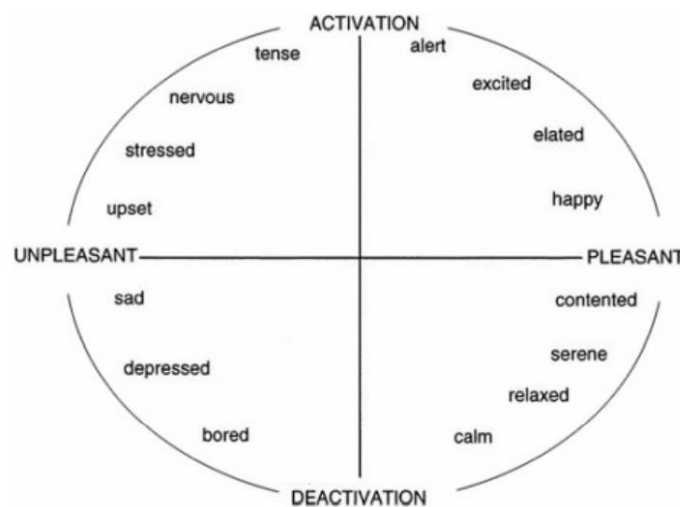 ACTIVATION
tense
alert
nervous
excited
stressed
elated
upset
happy
UNPLEASANT
PLEASANT
sad
contented
depressed
serene
relaxed
bored
calm
DEACTIVATION